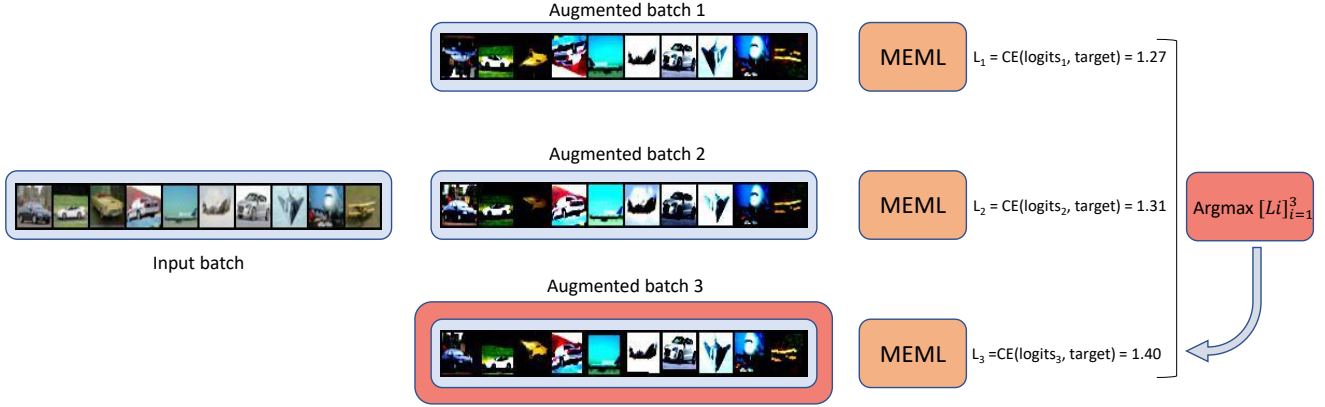 Augmented batch 1
MEML
L₁ = CE(logits₁, target) = 1.27
Augmented batch 2
MEML
L₂ = CE(logits₂, target) = 1.31
Argmax [Li]³ᵢ₌₁
Input batch
Augmented batch 3
MEML
L₃ =CE(logits₃, target) = 1.40